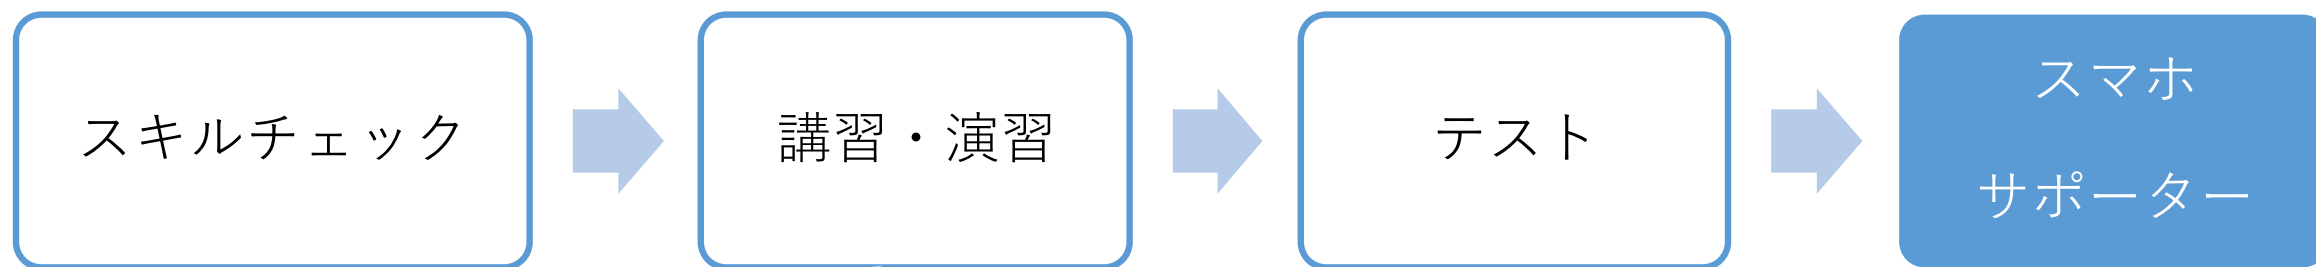 スキルチェック
講習・演習
テスト
スマホ
サポーター